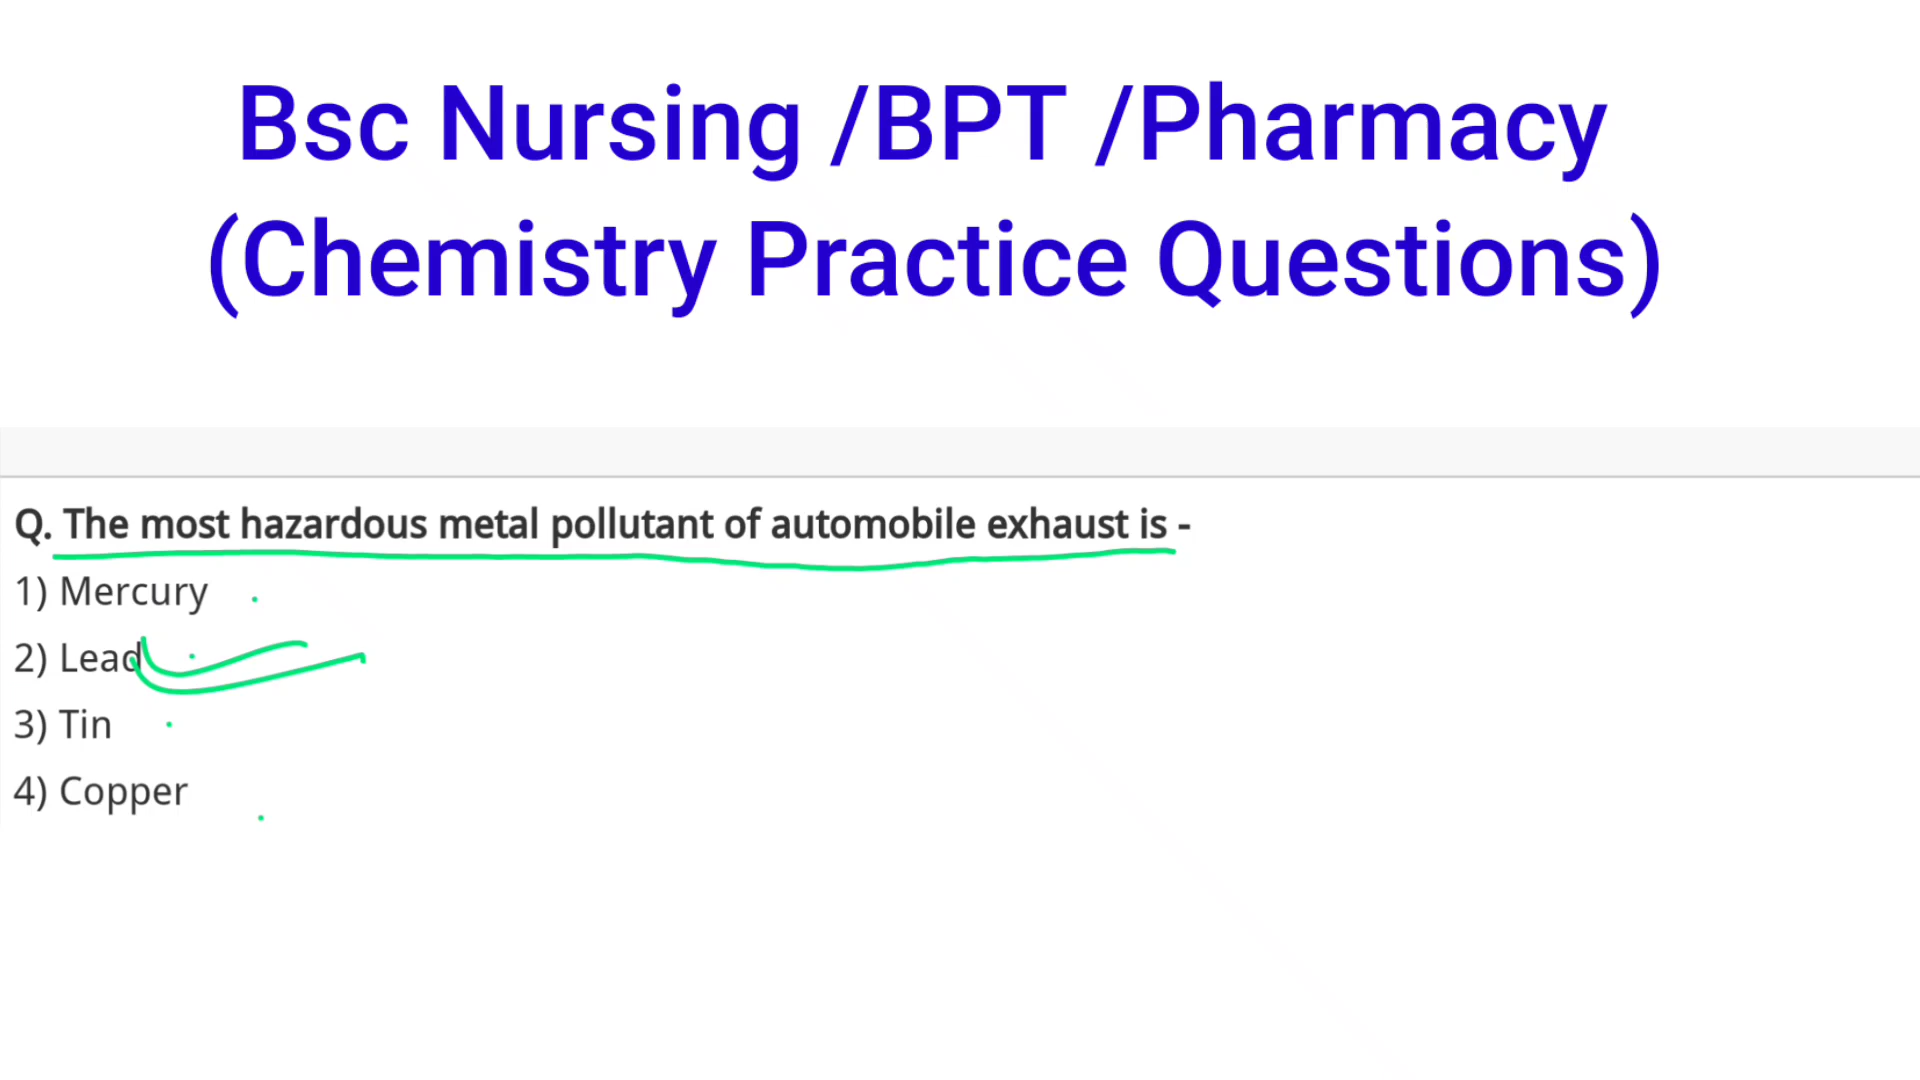 Bsc Nursing /BPT /Pharmacy
(Chemistry Practice Questions)
Q. The most hazardous metal pollutant of automobile exhaust is -
1) Mercury
2) Lead
3) Tin
4) Copper